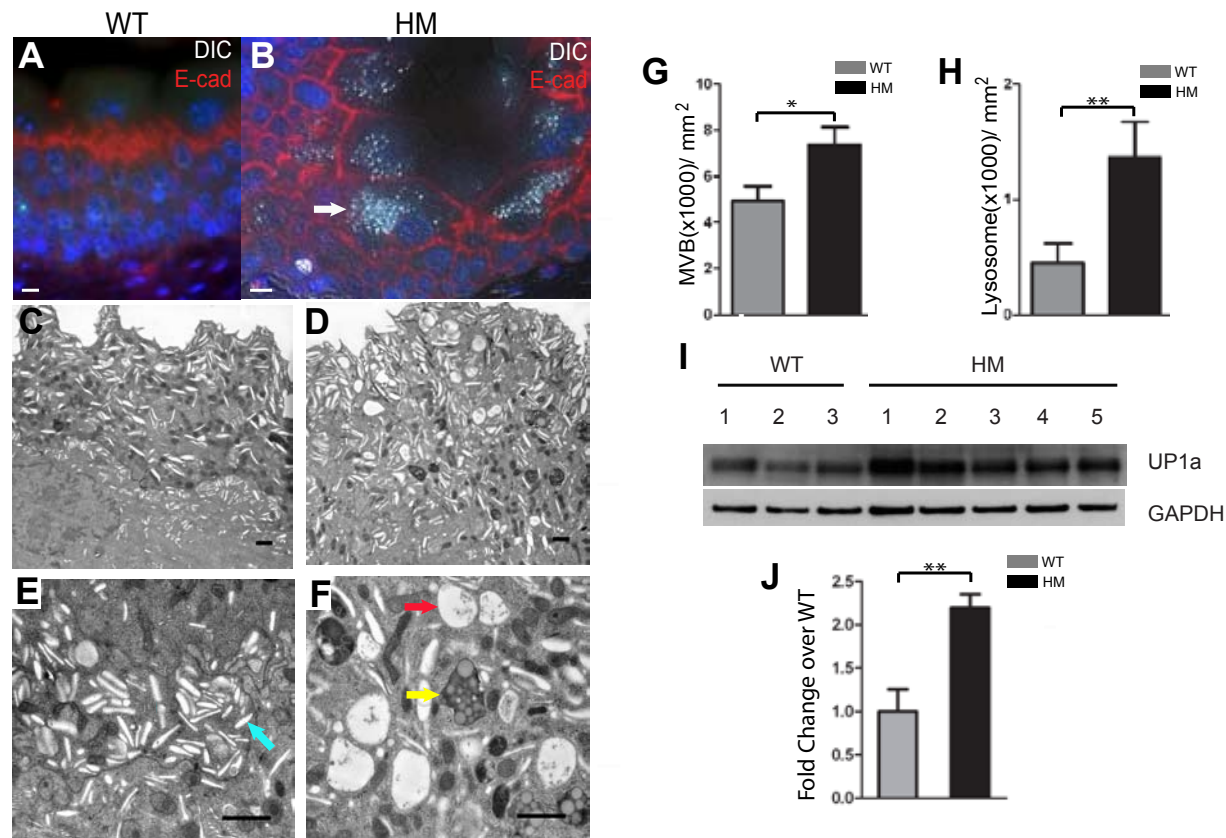 WT
HM
A
DIC
E-cad
B
DIC
E-cad
C
D
E
F
G
WT
HM
*
MVB(x1000)/ mm²
10
8
6
4
2
0
H
WT
HM
**
Lysosome(x1000)/ mm²
2
1
0
I
WT
HM
1 2 3 1 2 3 4 5
UP1a
GAPDH
J
WT
HM
**
Fold Change over WT
2.5
2.0
1.5
1.0
0.5
0.0